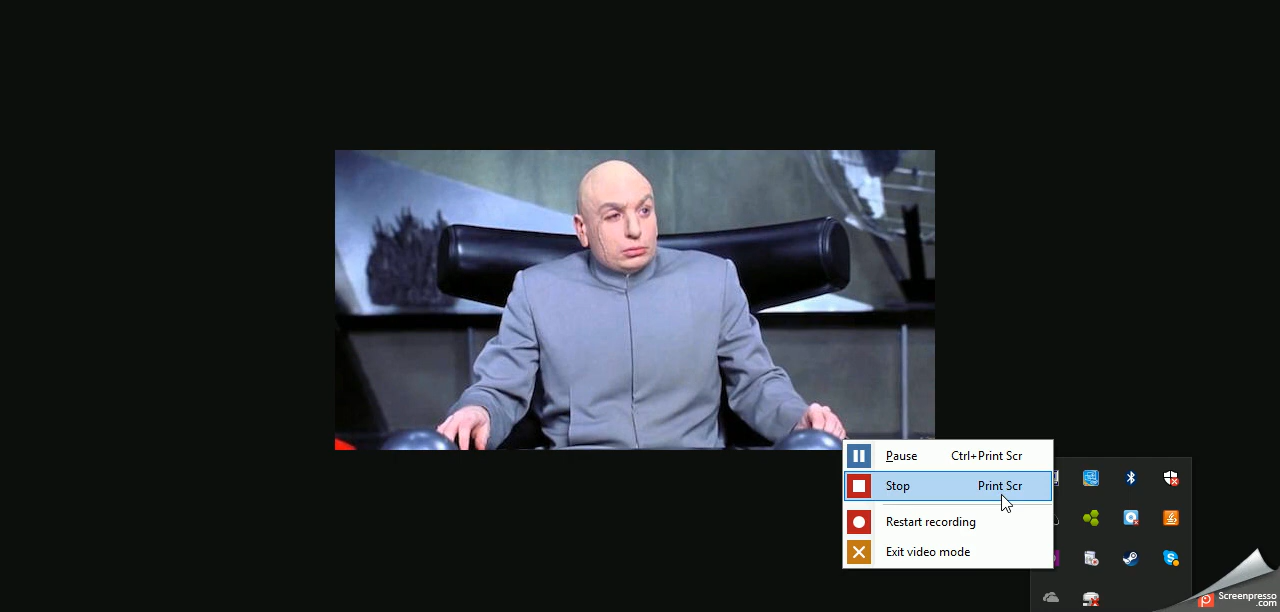 Pause Ctrl+Print Scr
Stop Print Scr
Restart recording
Exit video mode
Screenpresso
.com